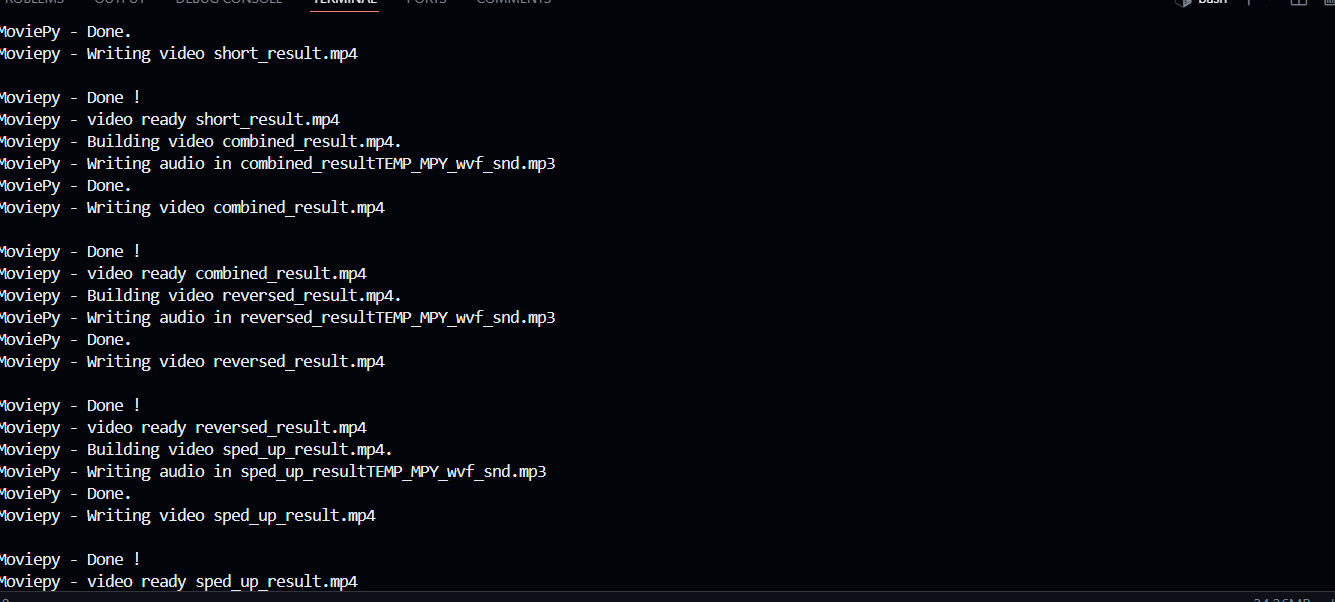 PROBLEMS OUTPUT DEBUG CONSOLE TERMINAL PORTS COMMENTS bash
MoviePy - Done.
Moviepy - Writing video short_result.mp4
Moviepy - Done !
Moviepy - video ready short_result.mp4
Moviepy - Building video combined_result.mp4.
MoviePy - Writing audio in combined_resultTEMP_MPY_wvf_snd.mp3
MoviePy - Done.
Moviepy - Writing video combined_result.mp4
Moviepy - Done !
Moviepy - video ready combined_result.mp4
Moviepy - Building video reversed_result.mp4.
MoviePy - Writing audio in reversed_resultTEMP_MPY_wvf_snd.mp3
MoviePy - Done.
Moviepy - Writing video reversed_result.mp4
Moviepy - Done !
Moviepy - video ready reversed_result.mp4
Moviepy - Building video sped_up_result.mp4.
MoviePy - Writing audio in sped_up_resultTEMP_MPY_wvf_snd.mp3
MoviePy - Done.
Moviepy - Writing video sped_up_result.mp4
Moviepy - Done !
Moviepy - video ready sped_up_result.mp4